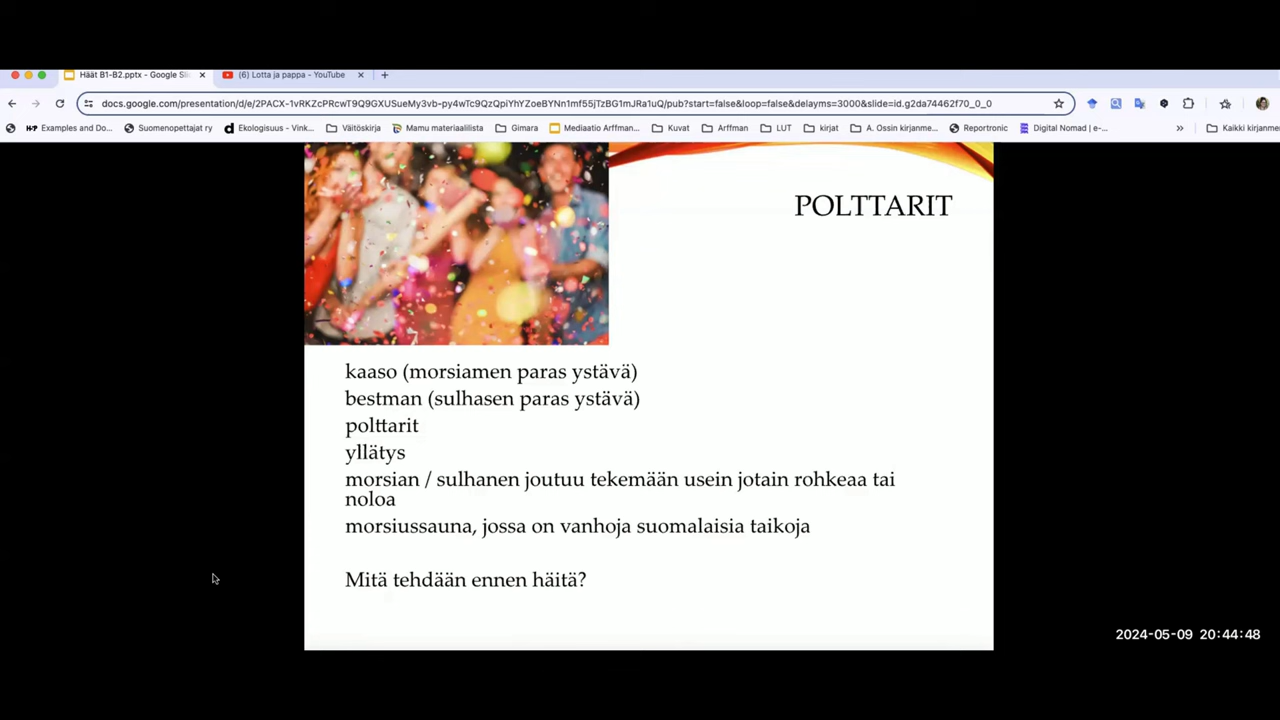 Häät B1-B2.pptx - Google Sli
(6) Lotta ja pappa - YouTube
docs.google.com/presentation/d/e/2PACX-1vRKZcPRcwT9Q9GXUSueMy3vb-py4wTc9QzQpiYhYZoeBYNn1mf55jTzBG1mJRa1uQ/pub?start=false&loop=false&delayms=3000&slide=id.g2da74462f70_0_0
Examples and Do...
Suomenopettajat ry
Ekologisuus - Vink...
Väitöskirja
Mamu materiaalilista
Gimara
Mediaatio Arffman...
Kuvat
Arffman
LUT
kirjat
A. Ossin kirjanme...
Reportronic
Digital Nomad | e-...
»
Kaikki kirjanme
POLTTARIT
kaaso (morsiamen paras ystävä)
bestman (sulhasen paras ystävä)
polttarit
yllätys
morsian / sulhanen joutuu tekemään usein jotain rohkeaa tai
noloa
morsiussauna, jossa on vanhoja suomalaisia taikoja
Mitä tehdään ennen häitä?
2024-05-09 20:44:48